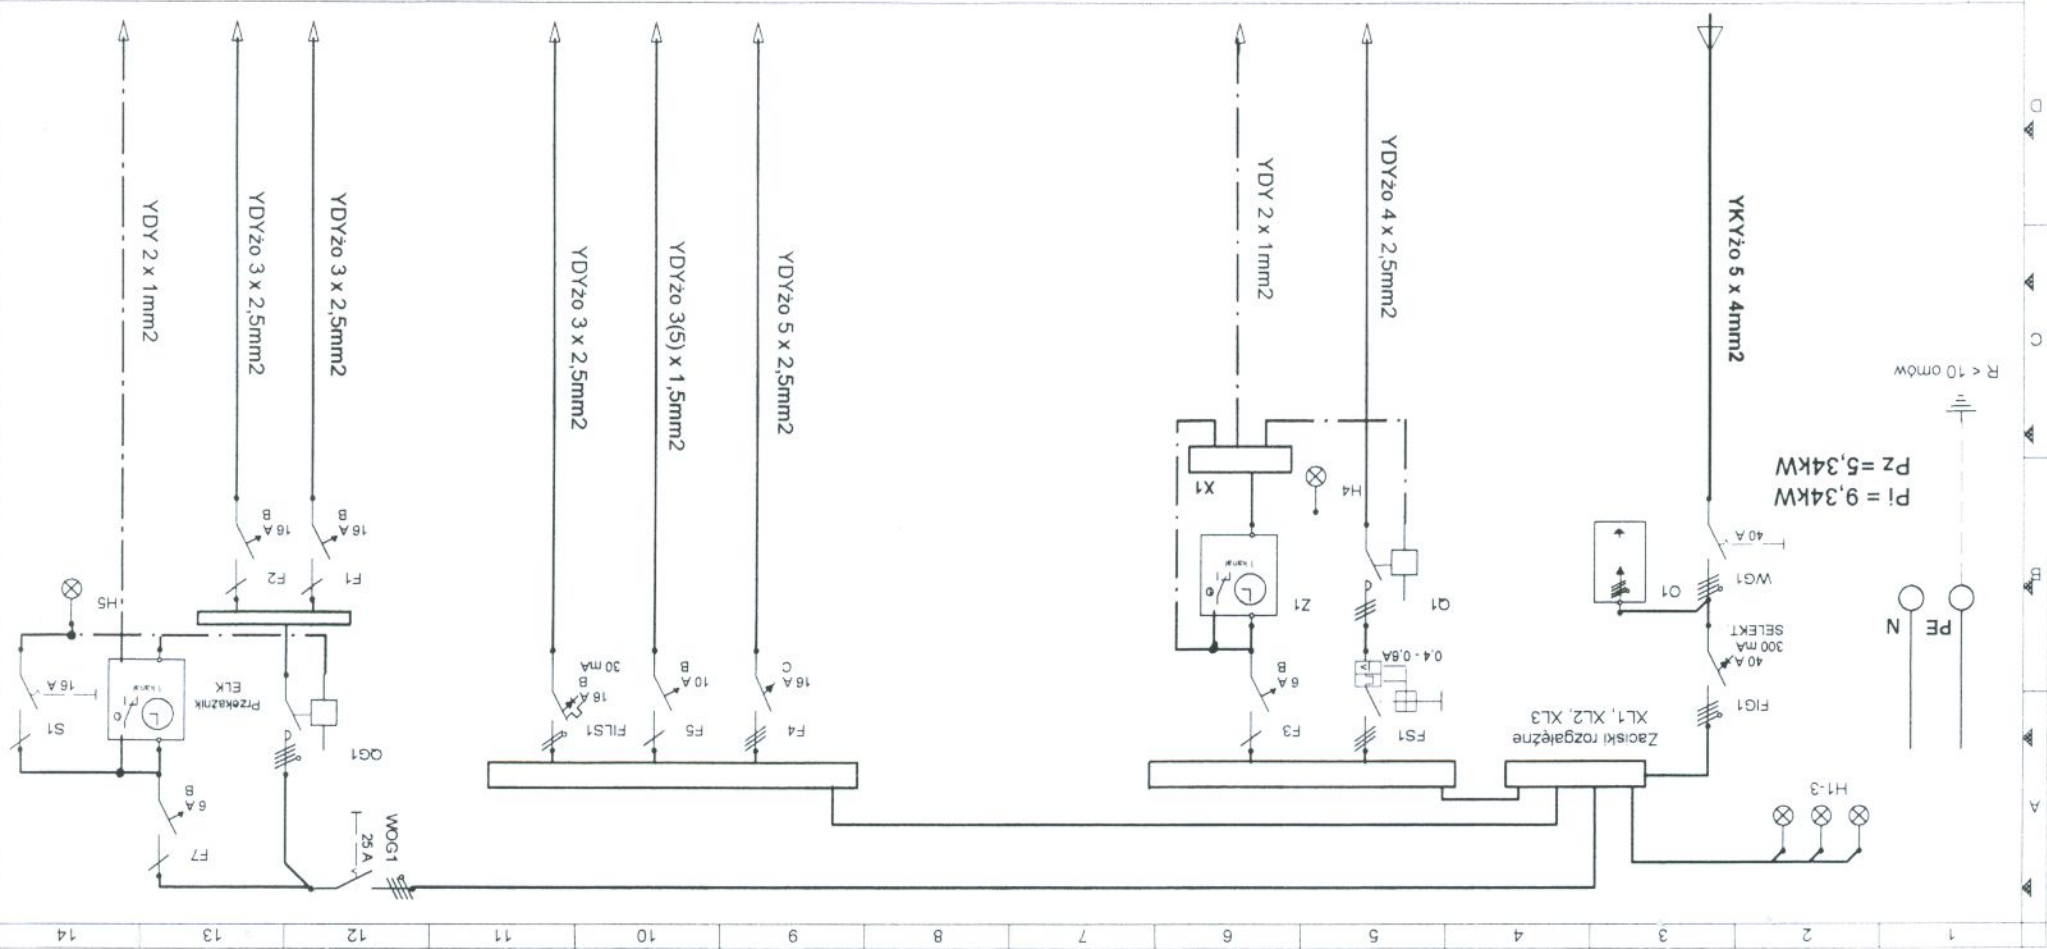 1 2 3 4 5 6 7 8 9 10 11 12 13 14
A
B
C
D
H1-3
WOG1
25 A
F7
6 A
B
Zaciski rozgałęźne
XL1, XL2, XL3
FIG1
40 A
300 mA
SELEKT
WG1
40 A
O1
PE
N
R < 10 omów
Pi = 9,34kW
Pz = 5,34kW
YKYżo 5 x 4mm2
FS1
0,4 - 0,6A
Q1
H4
YDYżo 4 x 2,5mm2
F3
6 A
B
Z1
1 kanał
X1
YDY 2 x 1mm2
F4
16 A
C
YDYżo 5 x 2,5mm2
F5
10 A
B
YDYżo 3(5) x 1,5mm2
FILS1
16 A
B
30 mA
YDYżo 3 x 2,5mm2
QG1
F1
16 A
B
YDYżo 3 x 2,5mm2
F2
16 A
B
YDYżo 3 x 2,5mm2
Przekaźnik
ELK
1 kanał
S1
16 A
H5
YDY 2 x 1mm2